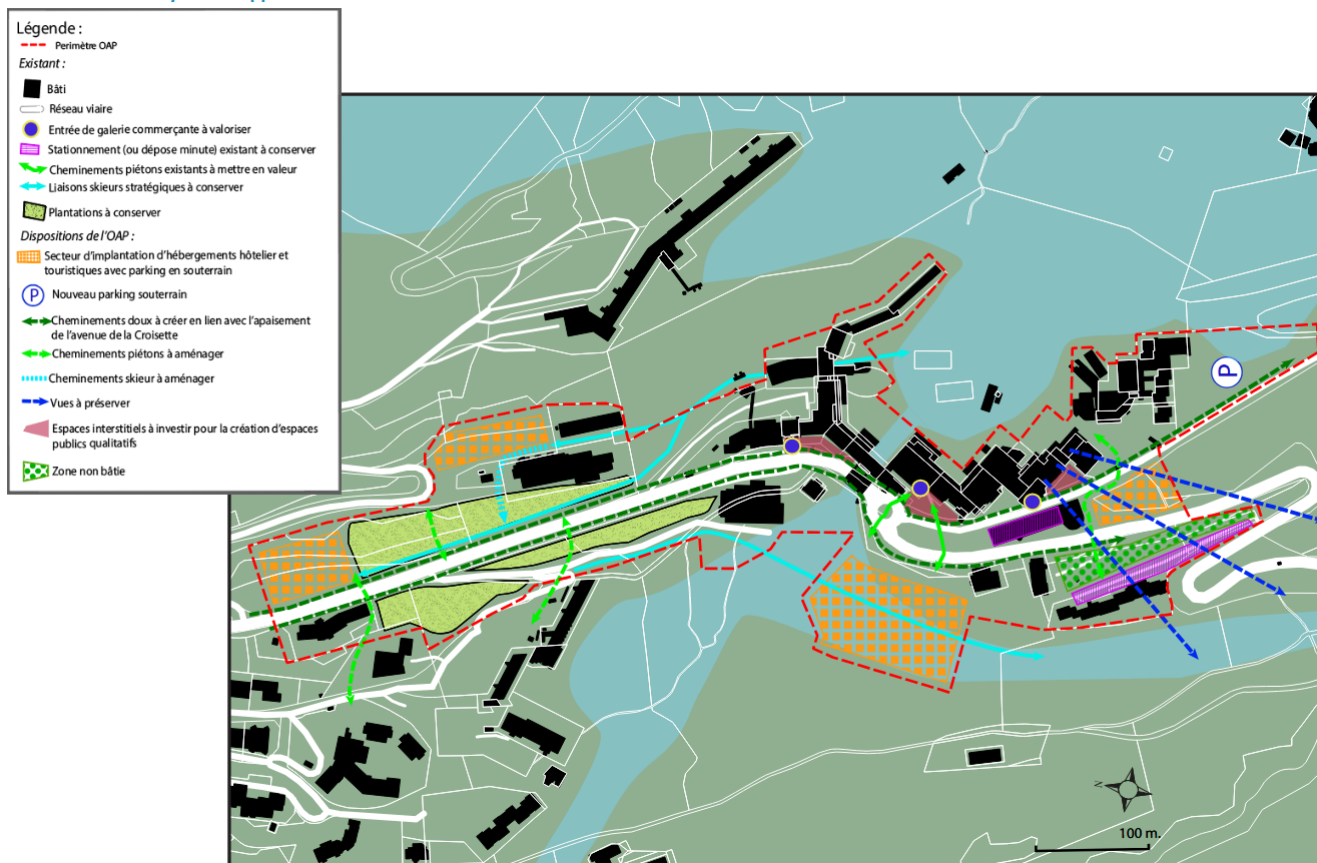 Légende :
Perimètre OAP
Existant :
Bâti
Réseau viaire
Entrée de galerie commerçante à valoriser
Stationnement (ou dépose minute) existant à conserver
Cheminements piétons existants à mettre en valeur
Liaisons skieurs stratégiques à conserver
Plantations à conserver
Dispositions de l'OAP :
Secteur d'implantation d'hébergements hôtelier et
touristiques avec parking en souterrain
P Nouveau parking souterrain
Cheminements doux à créer en lien avec l'apaisement
de l'avenue de la Croisette
Cheminements piétons à aménager
Cheminements skieur à aménager
Vues à préserver
Espaces interstitiels à investir pour la création d'espaces
publics qualitatifs
Zone non bâtie
P
N
100 m.